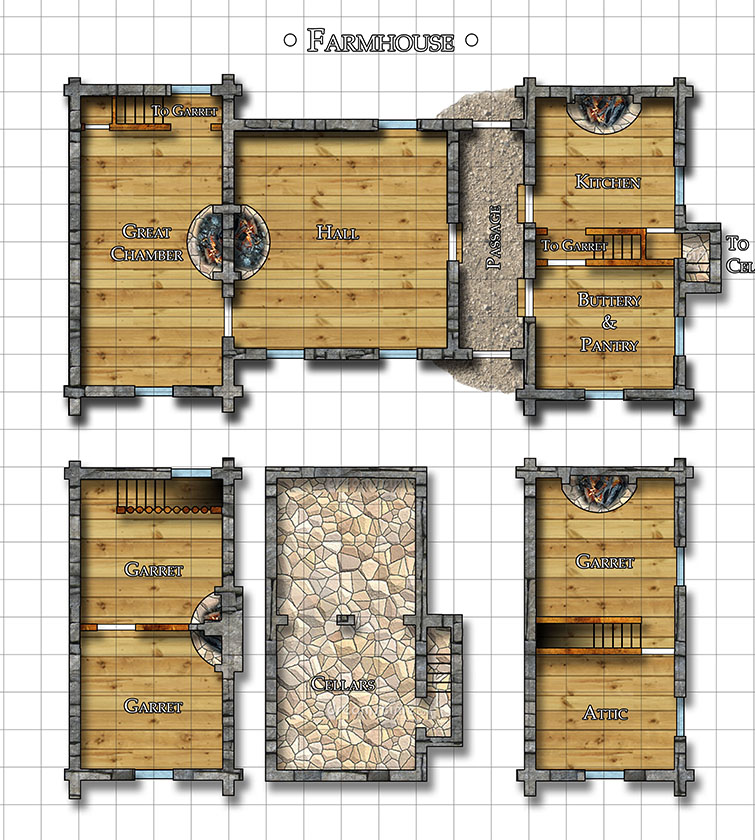 ◦ Farmhouse ◦
To Garret
Great
Chamber
Hall
Passage
Kitchen
To Garret
To
Cel
Buttery
&
Pantry
Garret
Garret
Cellars
Garret
Attic